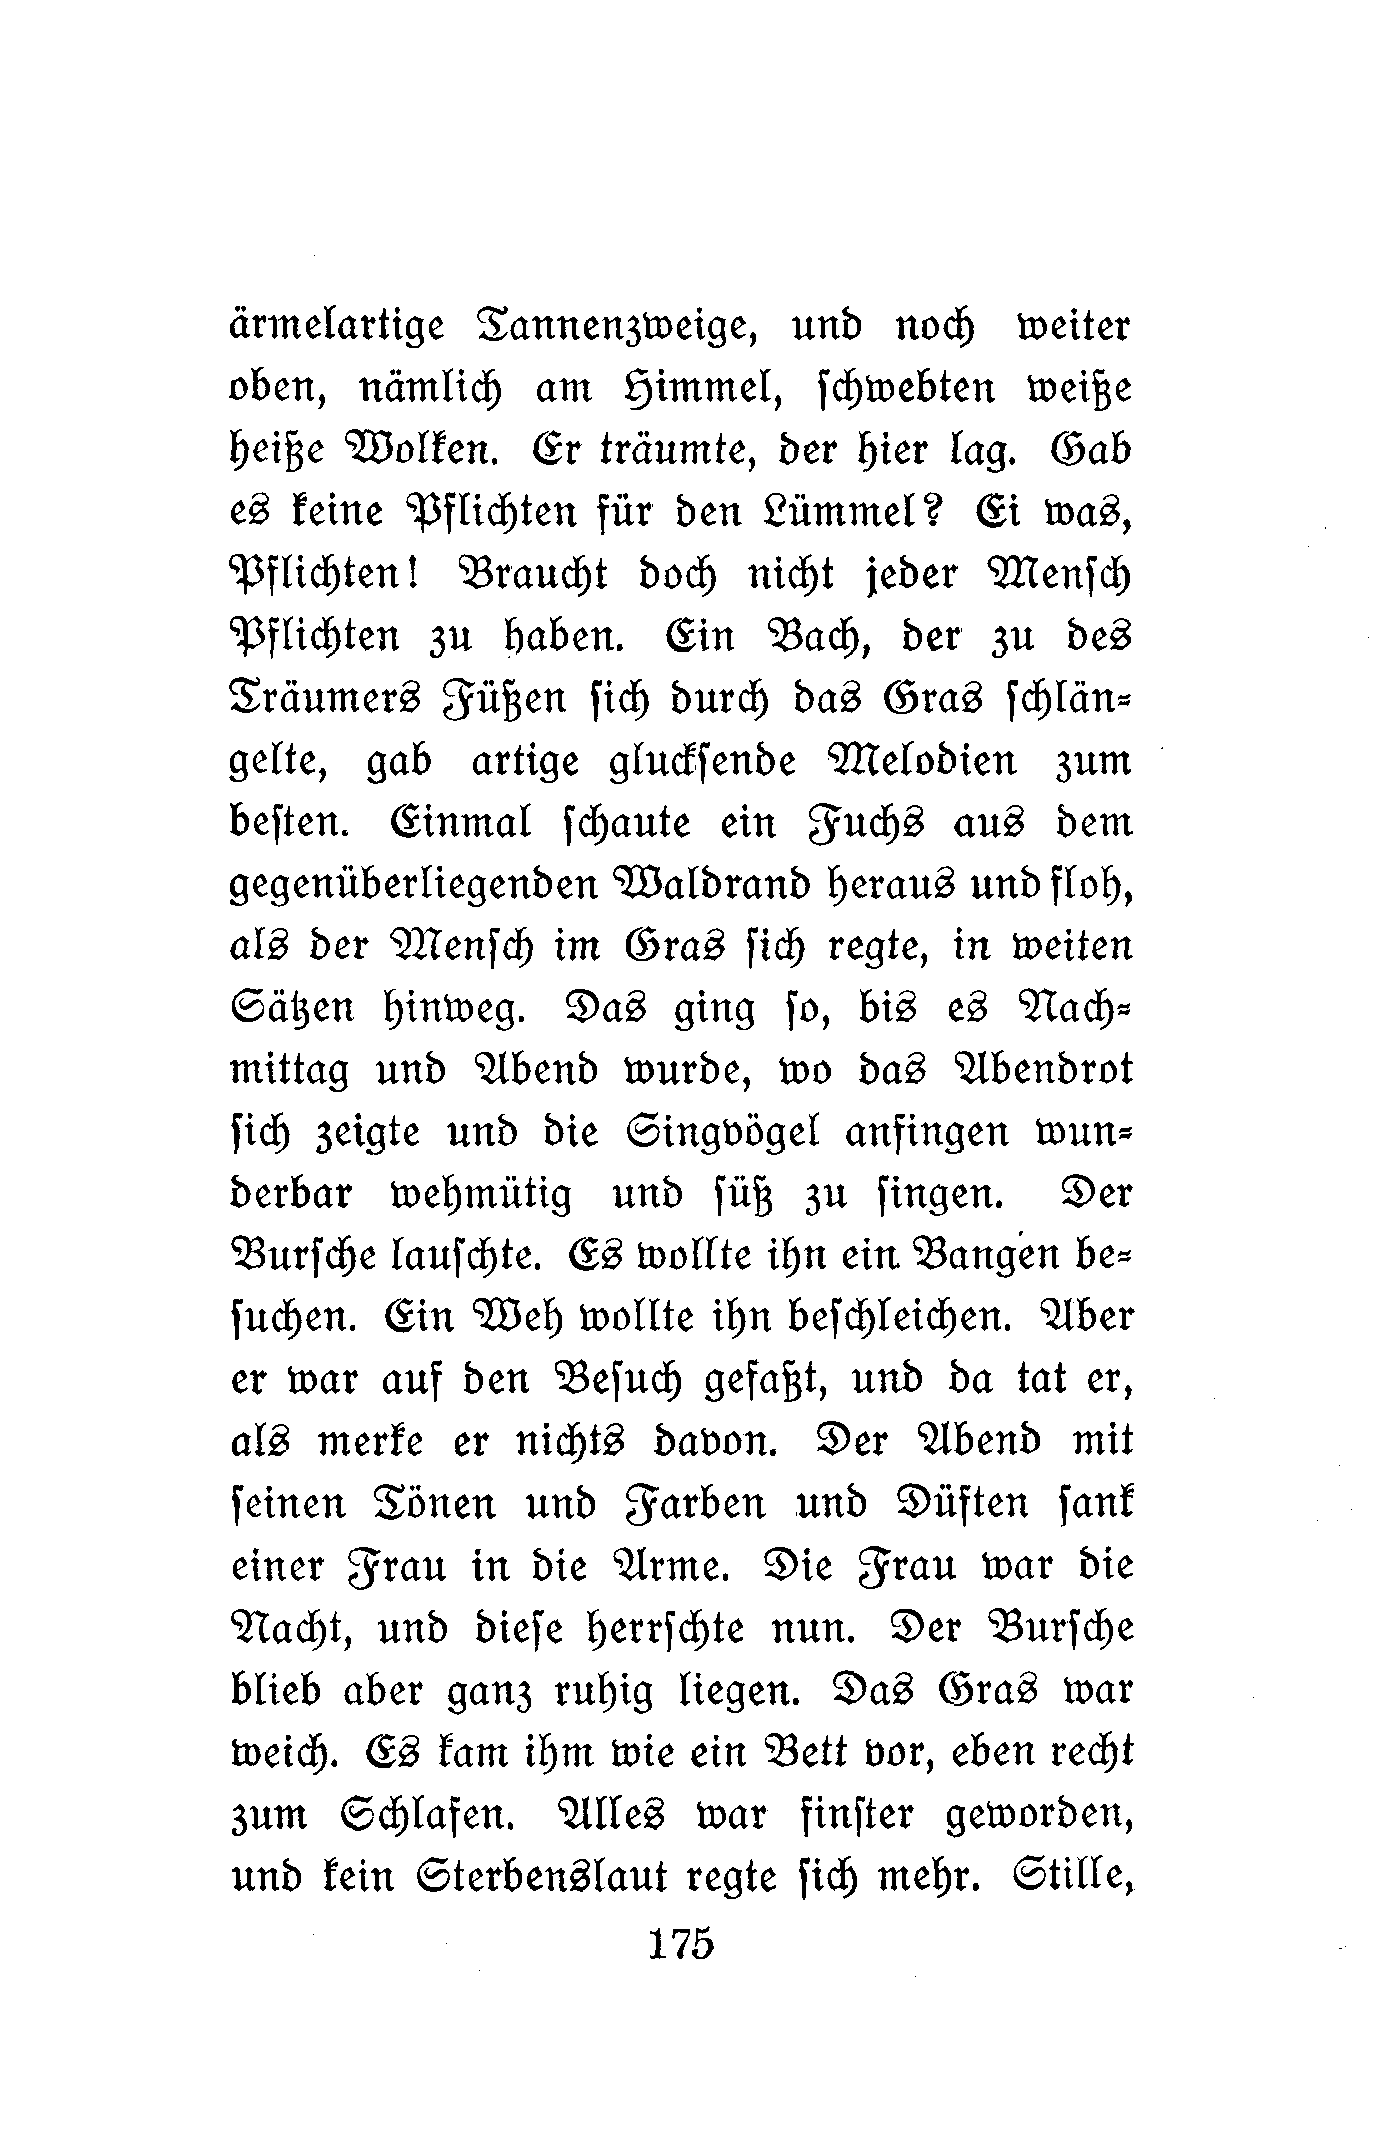 ärmelartige Tannenzweige, und noch weiter
oben, nämlich am Himmel, schwebten weiße
heiße Wolken. Er träumte, der hier lag. Gab
es keine Pflichten für den Lümmel? Ei was,
Pflichten! Braucht doch nicht jeder Mensch
Pflichten zu haben. Ein Bach, der zu des
Träumers Füßen sich durch das Gras schlän⸗
gelte, gab artige glucksende Melodien zum
besten. Einmal schaute ein Fuchs aus dem
gegenüberliegenden Waldrand heraus und floh,
als der Mensch im Gras sich regte, in weiten
Sätzen hinweg. Das ging so, bis es Nach⸗
mittag und Abend wurde, wo das Abendrot
sich zeigte und die Singvögel anfingen wun⸗
derbar wehmütig und süß zu singen. Der
Bursche lauschte. Es wollte ihn ein Bangen be⸗
suchen. Ein Weh wollte ihn beschleichen. Aber
er war auf den Besuch gefaßt, und da tat er,
als merke er nichts davon. Der Abend mit
seinen Tönen und Farben und Düften sank
einer Frau in die Arme. Die Frau war die
Nacht, und diese herrschte nun. Der Bursche
blieb aber ganz ruhig liegen. Das Gras war
weich. Es kam ihm wie ein Bett vor, eben recht
zum Schlafen. Alles war finster geworden,
und kein Sterbenslaut regte sich mehr. Stille,
175